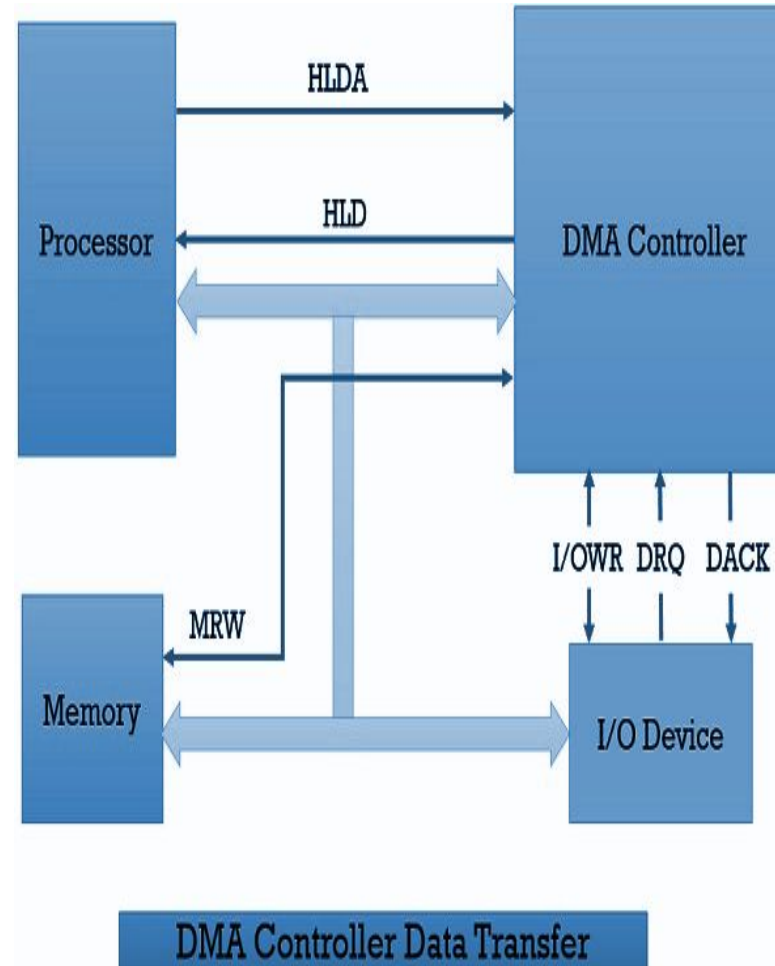 HLDA
HLD
Processor
DMA Controller
I/OWR DRQ DACK
MRW
Memory
I/O Device
DMA Controller Data Transfer